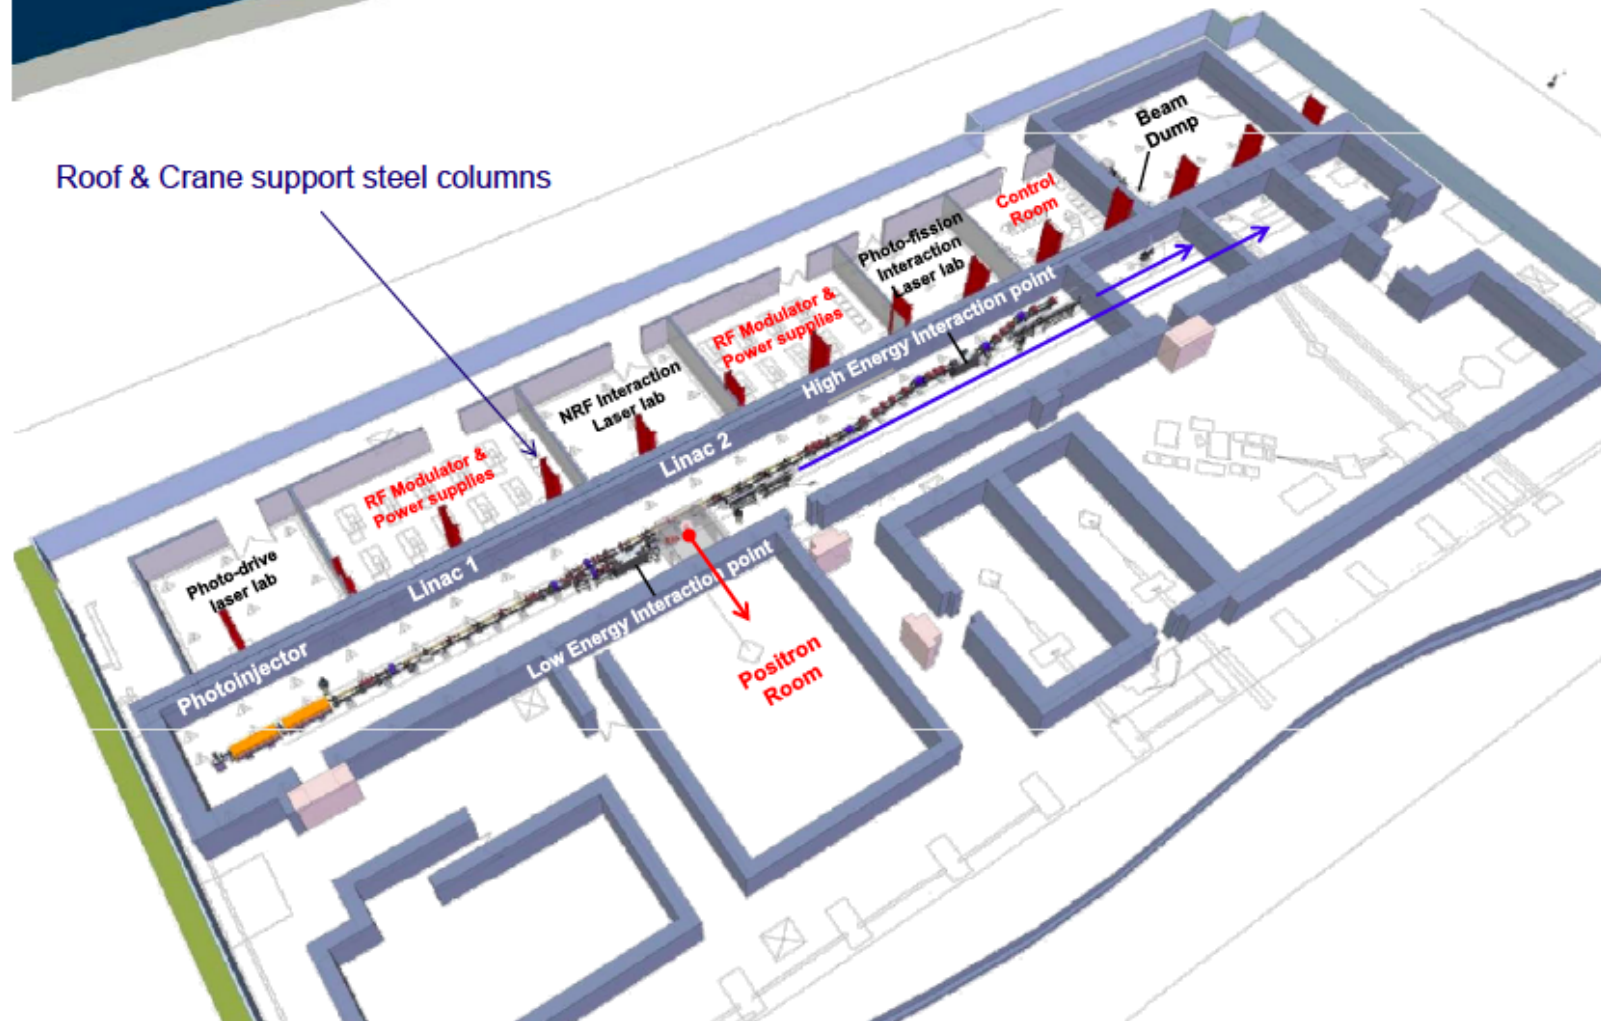 Roof & Crane support steel columns
Beam
Dump
Control
Room
Photo-fission
Interaction
Laser lab
RF Modulator &
Power supplies
High Energy Interaction point
NRF Interaction
Laser lab
Linac 2
RF Modulator &
Power supplies
Linac 1
Photo-drive
laser lab
Photoinjector
Low Energy Interaction point
Positron
Room